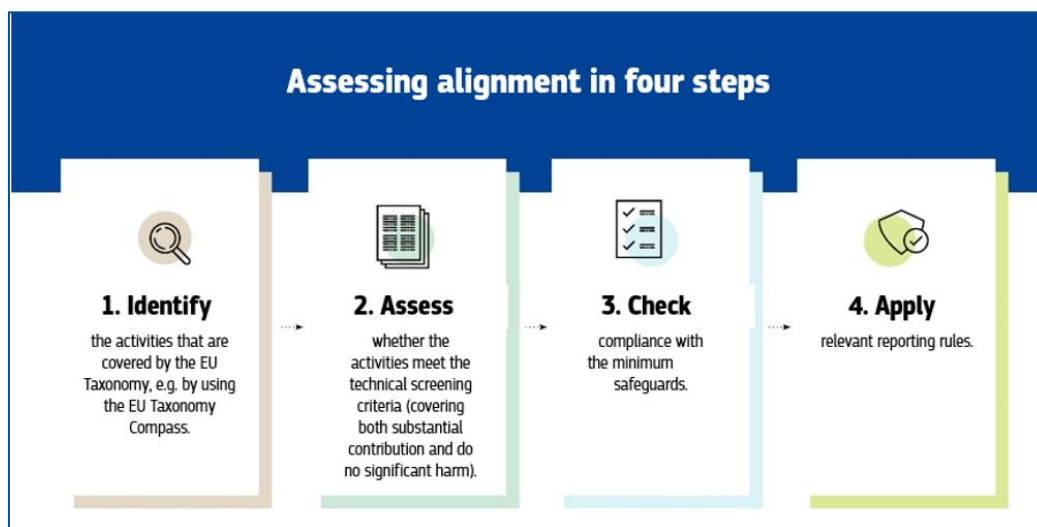 Assessing alignment in four steps
1. Identify
the activities that are
covered by the EU
Taxonomy, e.g. by using
the EU Taxonomy
Compass.
2. Assess
whether the
activities meet the
technical screening
criteria (covering
both substantial
contribution and do
no significant harm).
3. Check
compliance with
the minimum
safeguards.
4. Apply
relevant reporting rules.